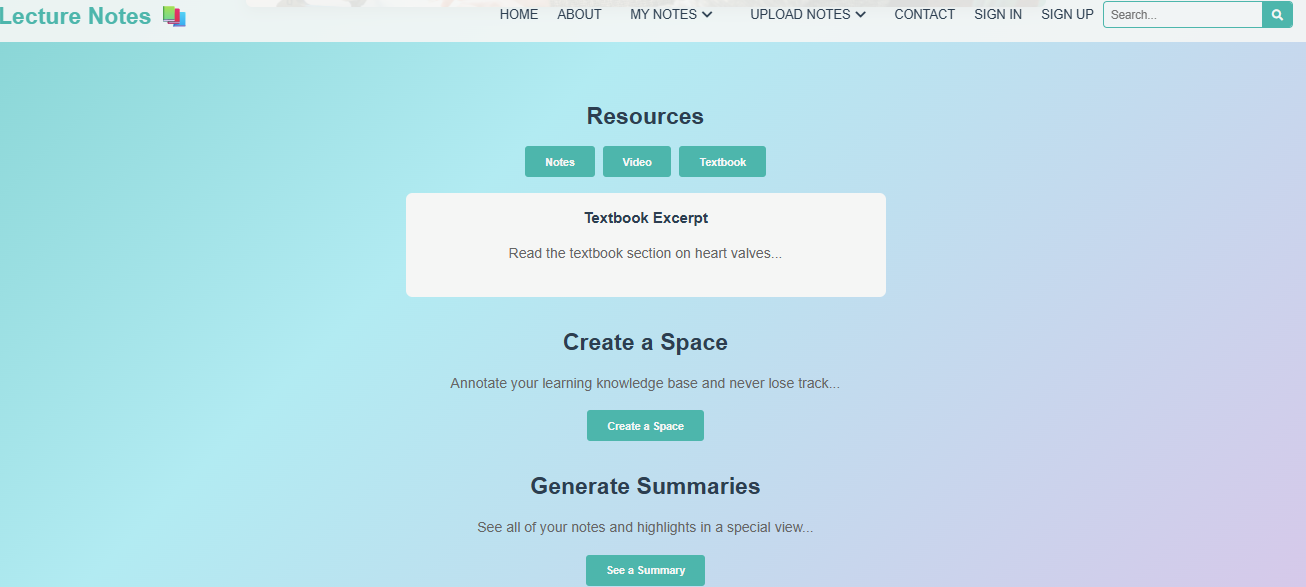 Lecture Notes
HOME ABOUT MY NOTES UPLOAD NOTES CONTACT SIGN IN SIGN UP Search...
Resources
Notes Video Textbook
Textbook Excerpt
Read the textbook section on heart valves...
Create a Space
Annotate your learning knowledge base and never lose track...
Create a Space
Generate Summaries
See all of your notes and highlights in a special view...
See a Summary